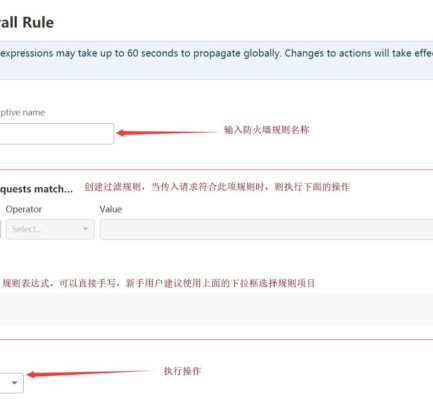 all Rule
expressions may take up to 60 seconds to propagate globally. Changes to actions will take effe
ptive name
输入防火墙规则名称
quests match...
创建过滤规则，当传入请求符合此项规则时，则执行下面的操作
Operator Value
Select...
规则表达式，可以直接手写，新手用户建议使用上面的下拉框选择规则项目
执行操作